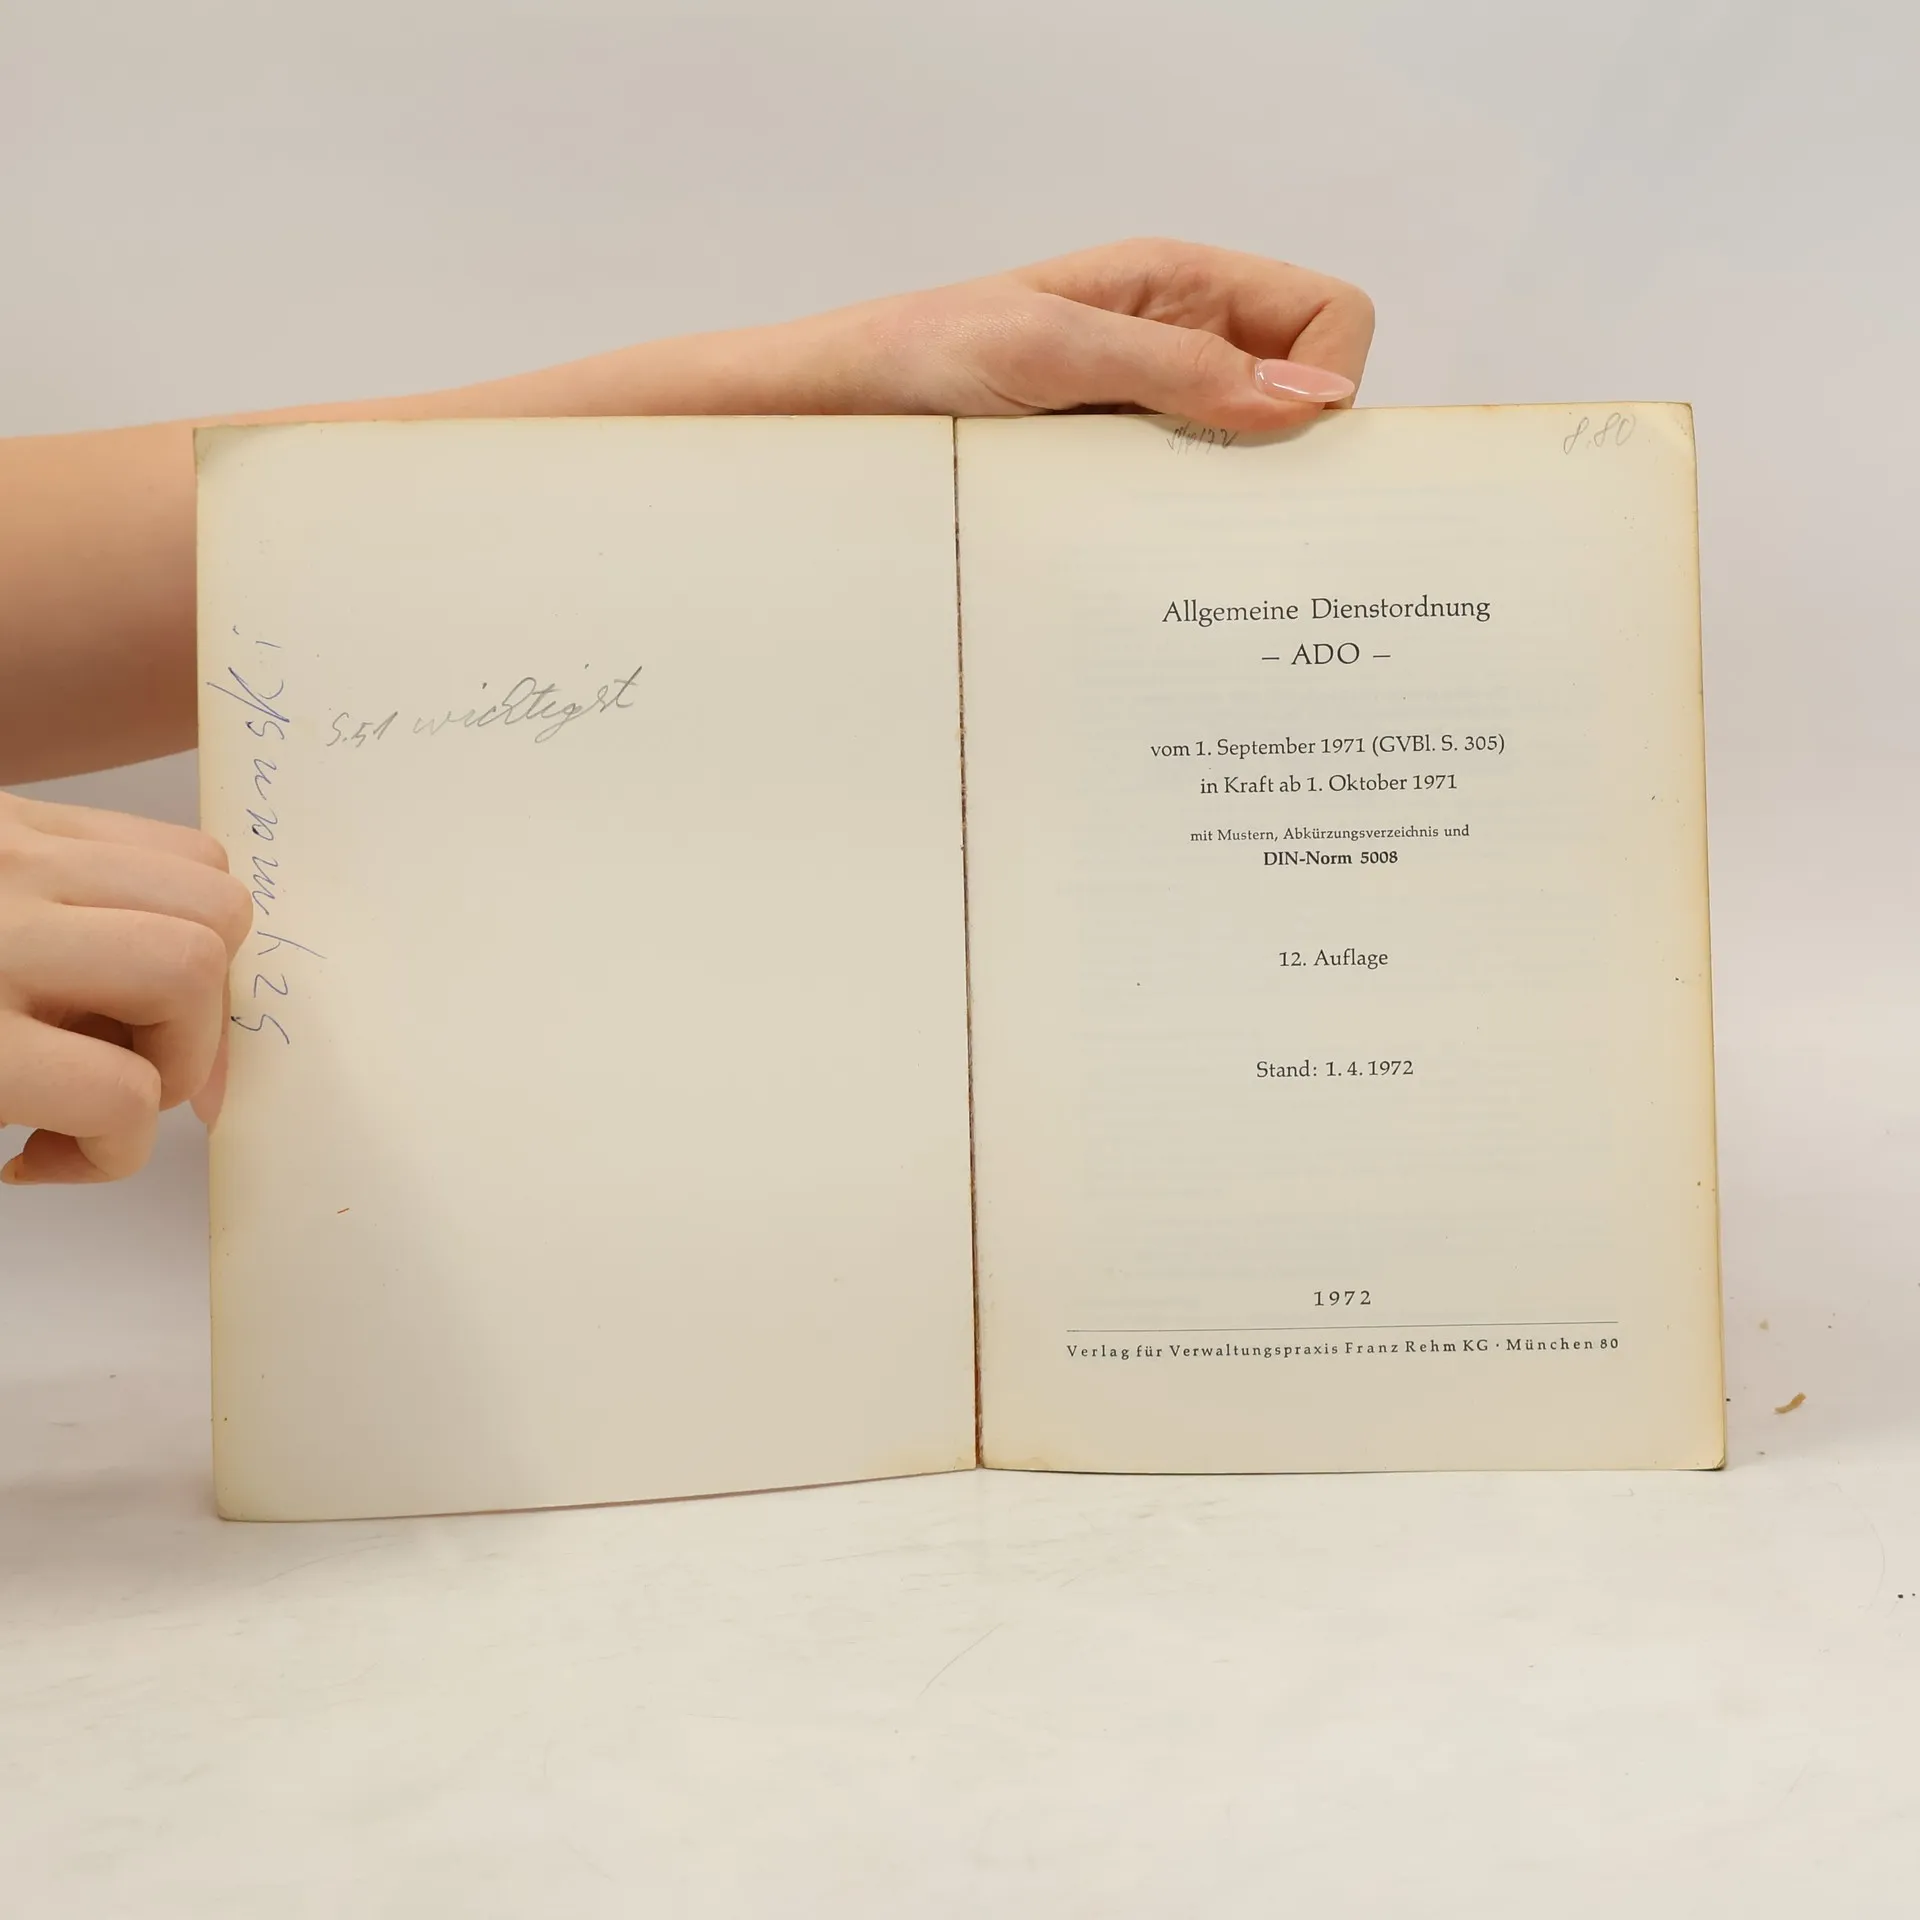 S.51 wichtigst
8.80
Allgemeine Dienstordnung
– ADO –
vom 1. September 1971 (GVBl. S. 305)
in Kraft ab 1. Oktober 1971
mit Mustern, Abkürzungsverzeichnis und
DIN-Norm 5008
12. Auflage
Stand: 1. 4. 1972
1972
Verlag für Verwaltungspraxis Franz Rehm KG · München 80